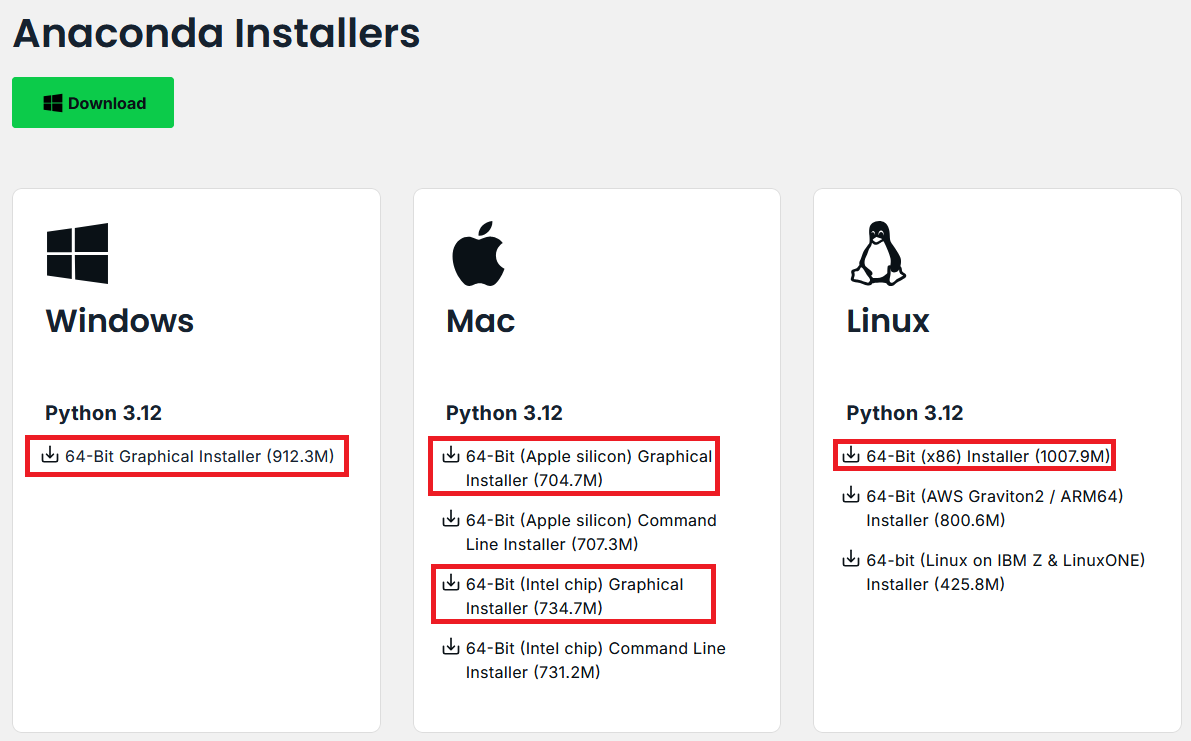 Anaconda Installers
Download
Windows
Python 3.12
64-Bit Graphical Installer (912.3M)
Mac
Python 3.12
64-Bit (Apple silicon) Graphical
Installer (704.7M)
64-Bit (Apple silicon) Command
Line Installer (707.3M)
64-Bit (Intel chip) Graphical
Installer (734.7M)
64-Bit (Intel chip) Command Line
Installer (731.2M)
Linux
Python 3.12
64-Bit (x86) Installer (1007.9M)
64-Bit (AWS Graviton2 / ARM64)
Installer (800.6M)
64-bit (Linux on IBM Z & LinuxONE)
Installer (425.8M)